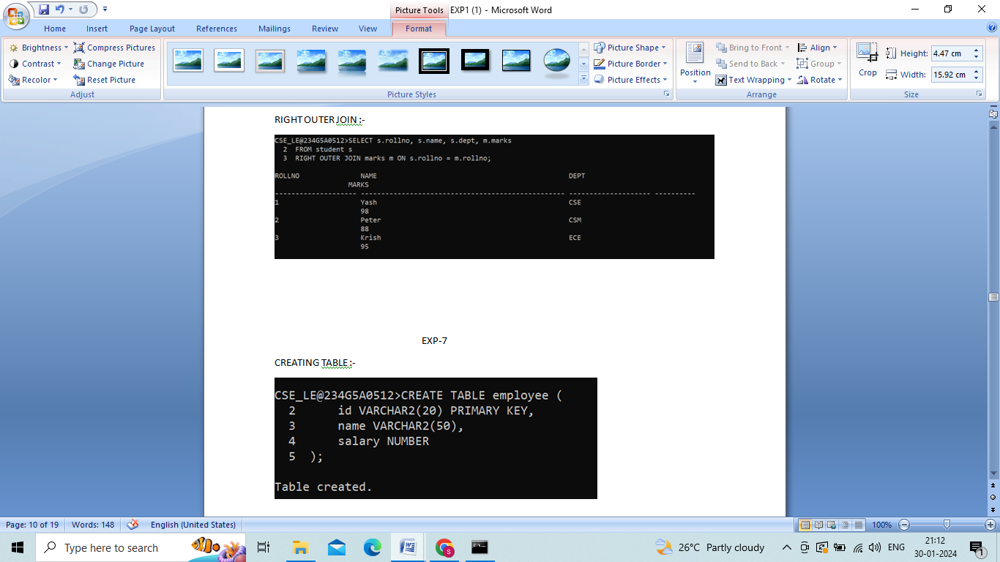 Picture Tools EXP1 (1) - Microsoft Word
Home Insert Page Layout References Mailings Review View Format
Brightness Compress Pictures
Contrast Change Picture
Recolor Reset Picture
Adjust
Picture Styles
Picture Shape
Picture Border
Picture Effects
Position
Bring to Front Align
Send to Back Group
Text Wrapping Rotate
Arrange
Crop
Height: 4.47 cm
Width: 15.92 cm
Size
RIGHT OUTER JOIN :-
CSE_LE@234G5A0512>SELECT s.rollno, s.name, s.dept, m.marks
2 FROM student s
3 RIGHT OUTER JOIN marks m ON s.rollno = m.rollno;
ROLLNO NAME DEPT
MARKS
-------------------- -------------------------------------------------- -------------------- ----------
1 Yash CSE
98
2 Peter CSM
88
3 Krish ECE
95
EXP-7
CREATING TABLE :-
CSE_LE@234G5A0512>CREATE TABLE employee (
2 id VARCHAR2(20) PRIMARY KEY,
3 name VARCHAR2(50),
4 salary NUMBER
5 );
Table created.
Page: 10 of 19 Words: 148 English (United States) 100%
Type here to search
26°C Partly cloudy ENG
21:12
30-01-2024
1